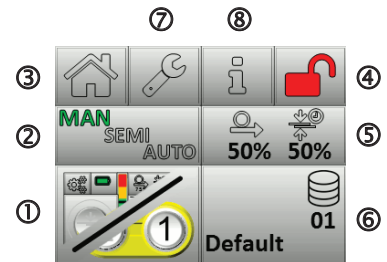 ⑦ ⑧
③ ④
② MAN SEMI AUTO 50% 50% ⑤
① 1 01 Default ⑥